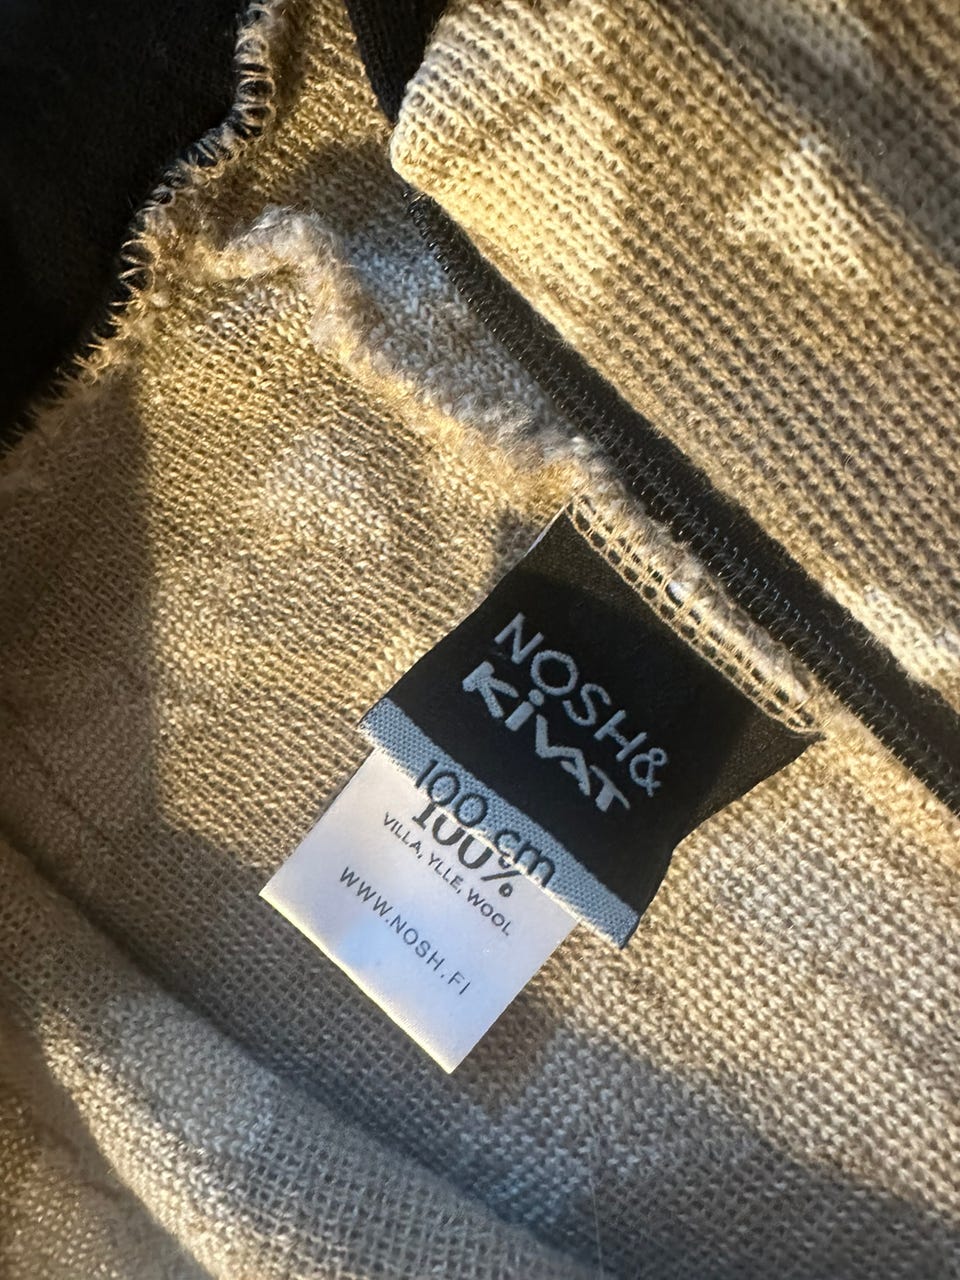 NOSH&
KiVAT
100 cm
100%
VILLA, YLLE, WOOL
WWW.NOSH.FI